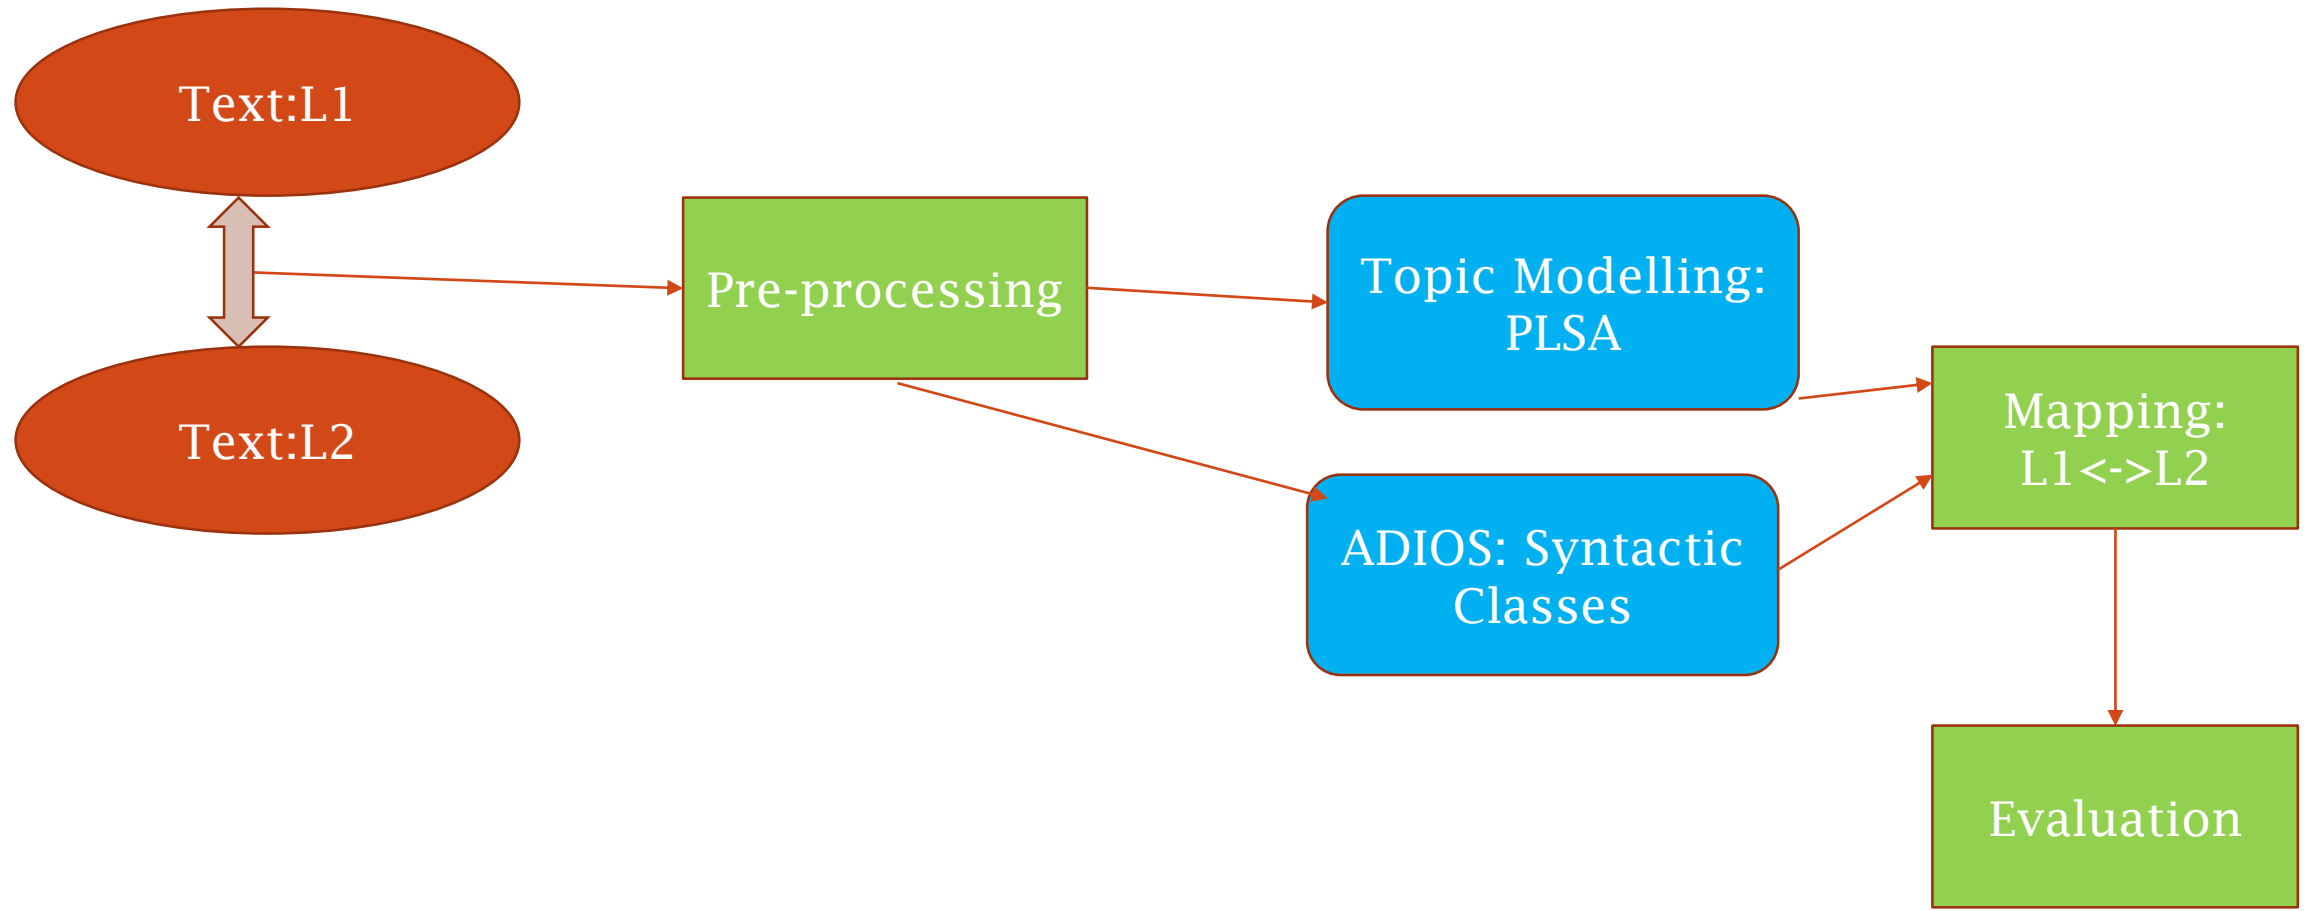 Text:L1
Text:L2
Pre-processing
Topic Modelling:
PLSA
ADIOS: Syntactic
Classes
Mapping:
L1<->L2
Evaluation